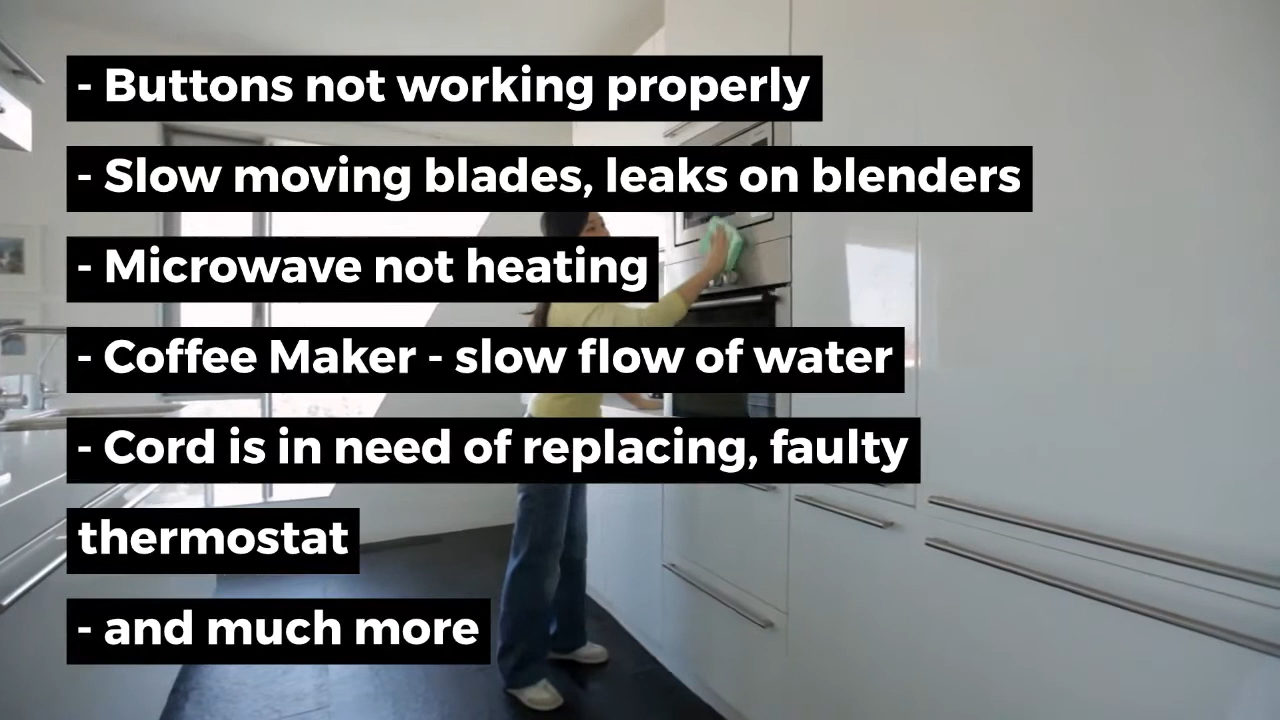 - Buttons not working properly
- Slow moving blades, leaks on blenders
- Microwave not heating
- Coffee Maker - slow flow of water
- Cord is in need of replacing, faulty
thermostat
- and much more